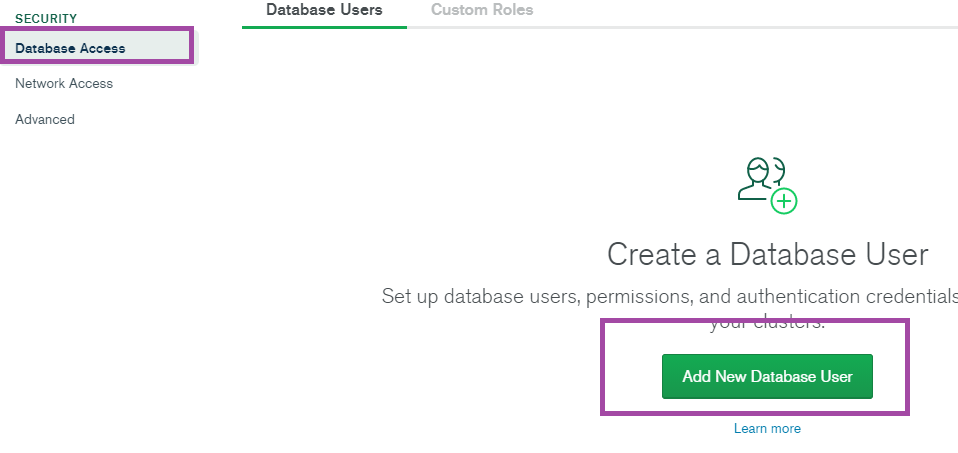 SECURITY
Database Access
Network Access
Advanced
Database Users
Custom Roles
Create a Database User
Set up database users, permissions, and authentication credentials
your clusters.
Add New Database User
Learn more